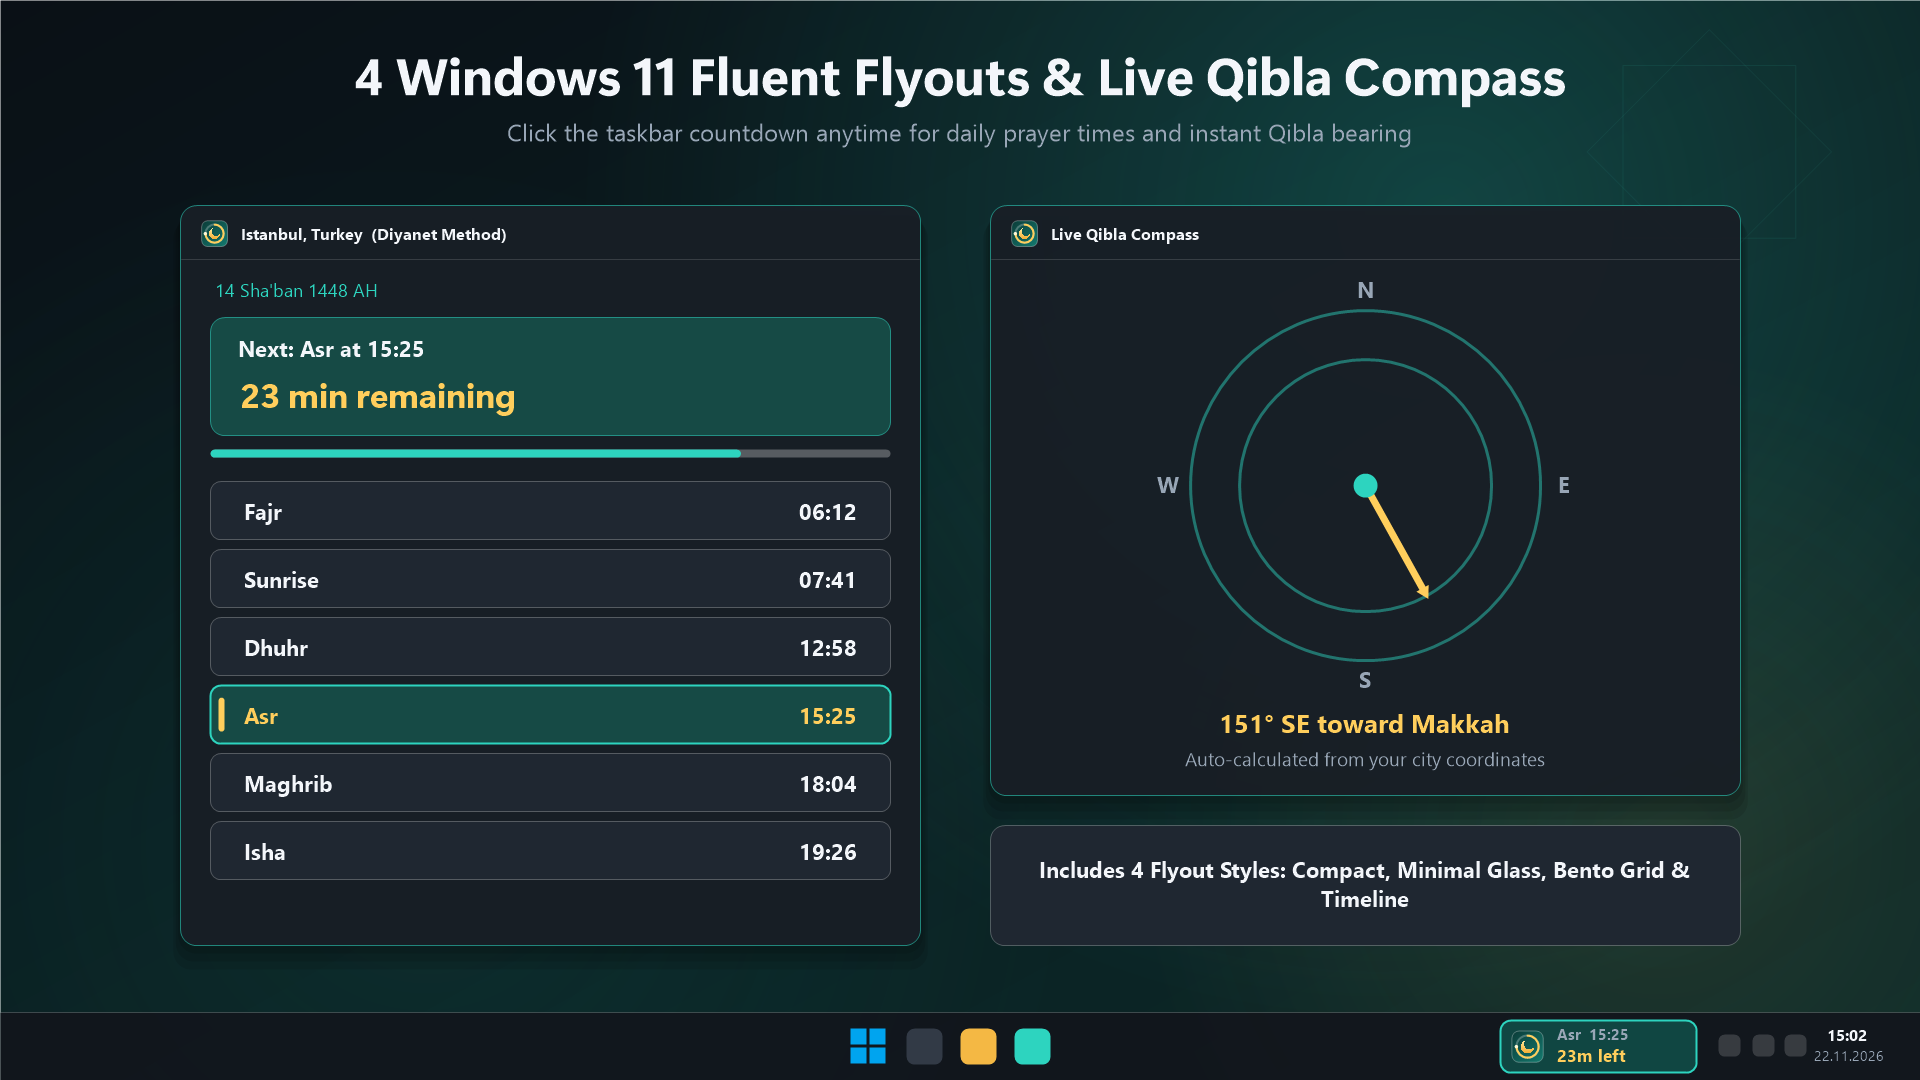 4 Windows 11 Fluent Flyouts & Live Qibla Compass
Click the taskbar countdown anytime for daily prayer times and instant Qibla bearing
Istanbul, Turkey (Diyanet Method)
14 Sha'ban 1448 AH
Next: Asr at 15:25
23 min remaining
Fajr 06:12
Sunrise 07:41
Dhuhr 12:58
Asr 15:25
Maghrib 18:04
Isha 19:26
Live Qibla Compass
N
W E
S
151° SE toward Makkah
Auto-calculated from your city coordinates
Includes 4 Flyout Styles: Compact, Minimal Glass, Bento Grid &
Timeline
Asr 15:25
23m left
15:02
22.11.2026